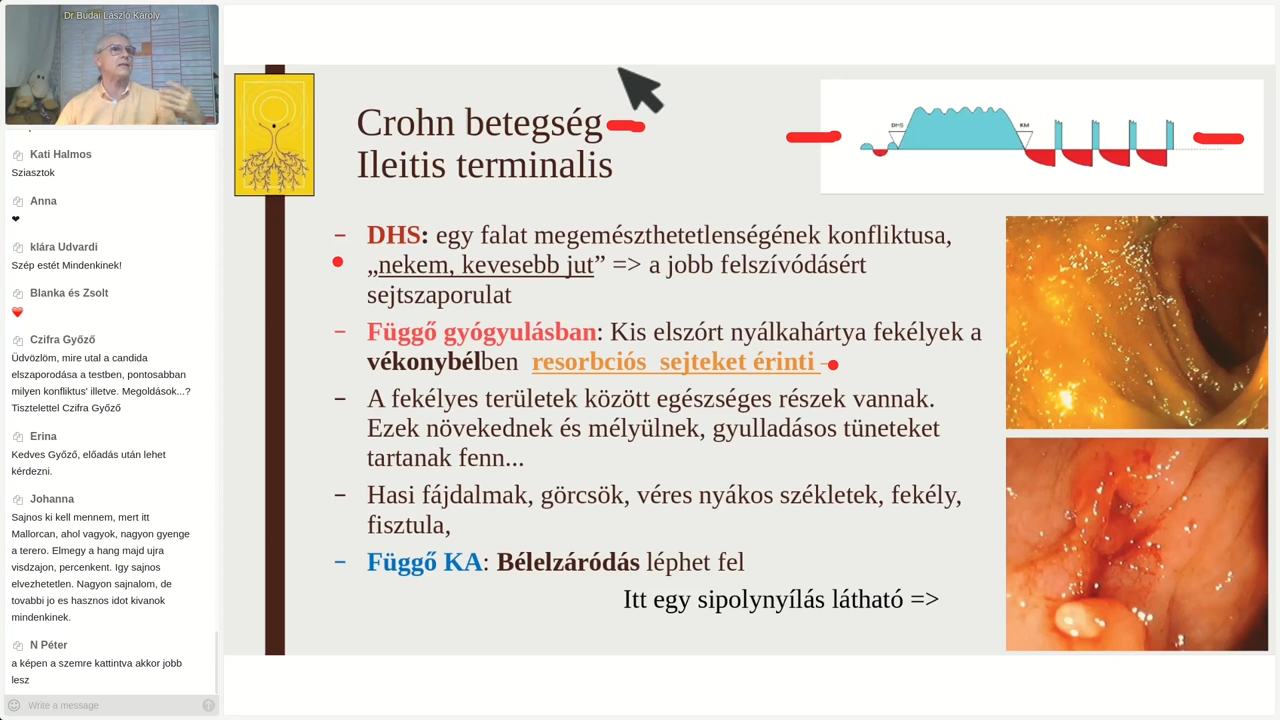 Dr Budai László Károly
Kati Halmos
Sziasztok
Anna
❤
klára Udvardi
Szép estét Mindenkinek!
Blanka és Zsolt
❤️
Czifra Győző
Üdvözlöm, mire utal a candida
elszaporodása a testben, pontosabban
milyen konfliktus' illetve. Megoldások...?
Tisztelettel Czifra Győző
Erina
Kedves Győző, előadás után lehet
kérdezni.
Johanna
Sajnos ki kell mennem, mert itt
Mallorcan, ahol vagyok, nagyon gyenge
a terero. Elmegy a hang majd ujra
visdzajon, percenkent. Igy sajnos
elvezhetetlen. Nagyon sajnalom, de
tovabbi jo es hasznos idot kivanok
mindenkinek.
N Péter
a képen a szemre kattintva akkor jobb
lesz
Write a message
Crohn betegség
Ileitis terminalis
DHS
KM
– DHS: egy falat megemészthetetlenségének konfliktusa,
„nekem, kevesebb jut” => a jobb felszívódásért
sejtszaporulat
– Függő gyógyulásban: Kis elszórt nyálkahártya fekélyek a
vékonybélben resorbciós sejteket érinti –
– A fekélyes területek között egészséges részek vannak.
Ezek növekednek és mélyülnek, gyulladásos tüneteket
tartanak fenn...
– Hasi fájdalmak, görcsök, véres nyákos székletek, fekély,
fisztula,
– Függő KA: Bélelzáródás léphet fel
Itt egy sipolynyílás látható =>